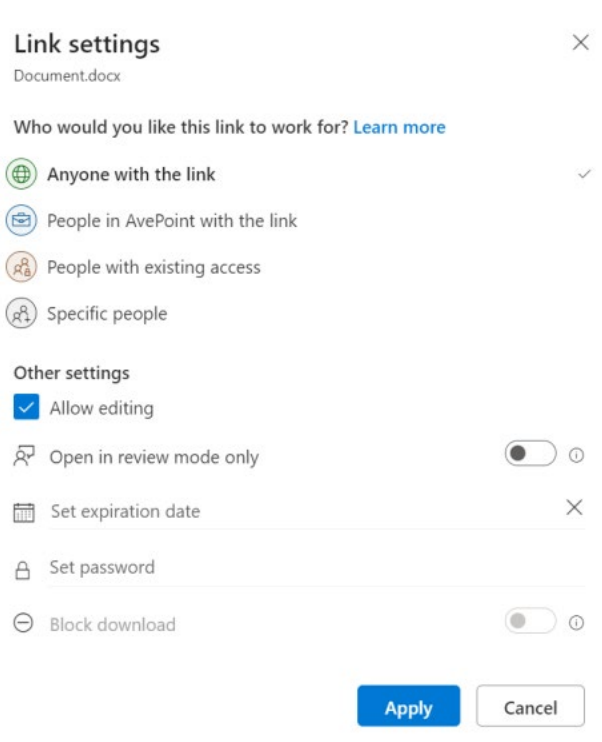 Link settings
Document.docx
Who would you like this link to work for? Learn more
Anyone with the link
People in AvePoint with the link
People with existing access
Specific people
Other settings
Allow editing
Open in review mode only
Set expiration date
Set password
Block download
Apply Cancel